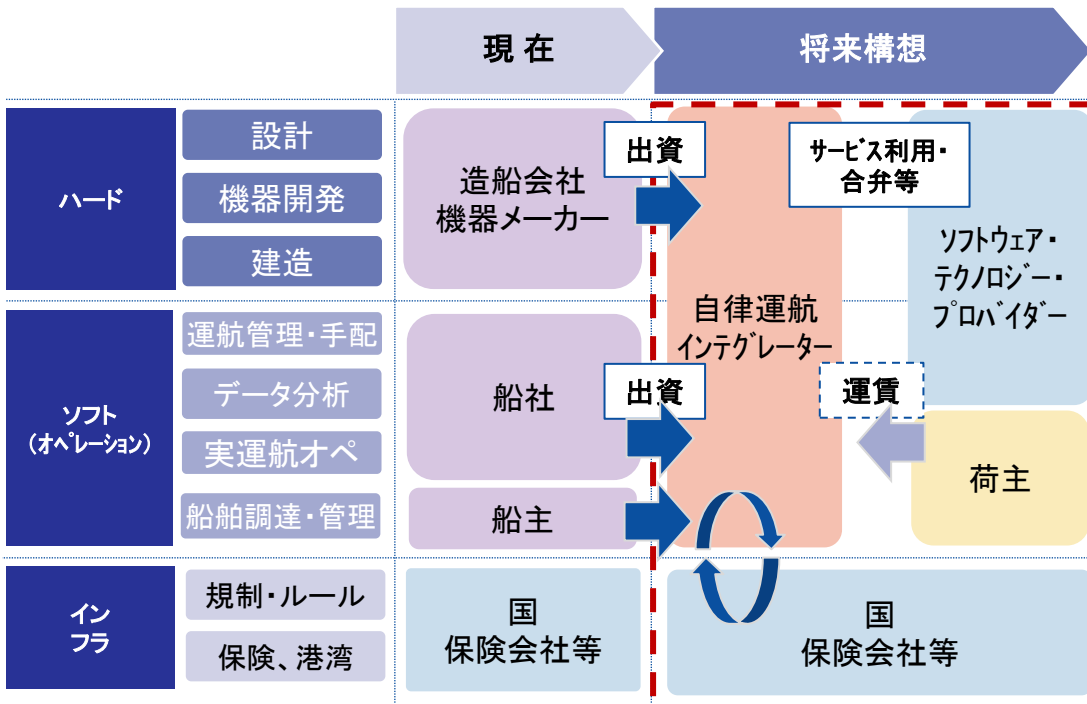 現 在
将来構想
ハード
設計
機器開発
建造
造船会社
機器メーカー
出資
サービス利用・
合弁等
ソフトウェア・
テクノロジー・
プロバイダー
自律運航
インテグレーター
ソフト
(オペレーション)
運航管理・手配
データ分析
実運航オペ
船舶調達・管理
船社
出資
運賃
船主
荷主
イン
フラ
規制・ルール
保険、港湾
国
保険会社等
国
保険会社等